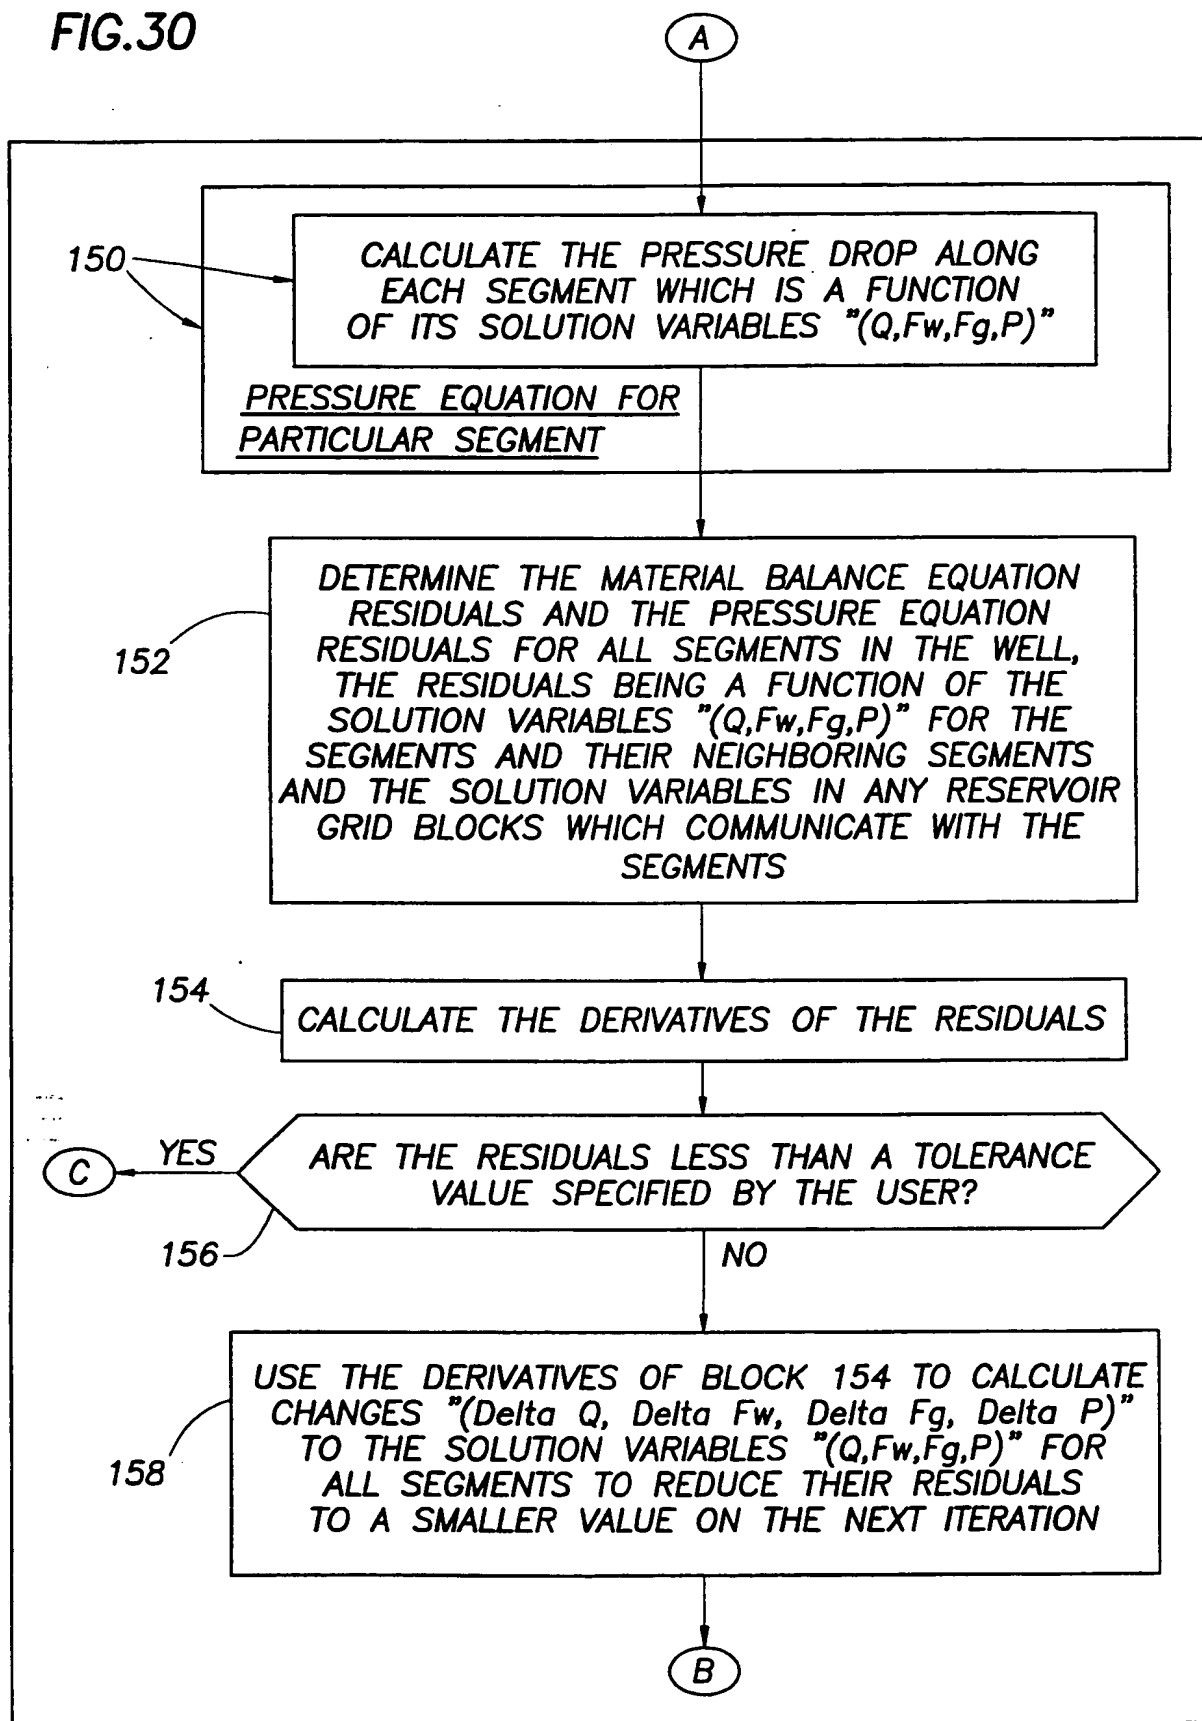 FIG.30
A
150
CALCULATE THE PRESSURE DROP ALONG
EACH SEGMENT WHICH IS A FUNCTION
OF ITS SOLUTION VARIABLES "(Q,Fw,Fg,P)"
PRESSURE EQUATION FOR
PARTICULAR SEGMENT
152
DETERMINE THE MATERIAL BALANCE EQUATION
RESIDUALS AND THE PRESSURE EQUATION
RESIDUALS FOR ALL SEGMENTS IN THE WELL,
THE RESIDUALS BEING A FUNCTION OF THE
SOLUTION VARIABLES "(Q,Fw,Fg,P)" FOR THE
SEGMENTS AND THEIR NEIGHBORING SEGMENTS
AND THE SOLUTION VARIABLES IN ANY RESERVOIR
GRID BLOCKS WHICH COMMUNICATE WITH THE
SEGMENTS
154
CALCULATE THE DERIVATIVES OF THE RESIDUALS
C
YES
ARE THE RESIDUALS LESS THAN A TOLERANCE
VALUE SPECIFIED BY THE USER?
156
NO
USE THE DERIVATIVES OF BLOCK 154 TO CALCULATE
CHANGES "(Delta Q, Delta Fw, Delta Fg, Delta P)"
TO THE SOLUTION VARIABLES "(Q,Fw,Fg,P)" FOR
ALL SEGMENTS TO REDUCE THEIR RESIDUALS
TO A SMALLER VALUE ON THE NEXT ITERATION
158
B